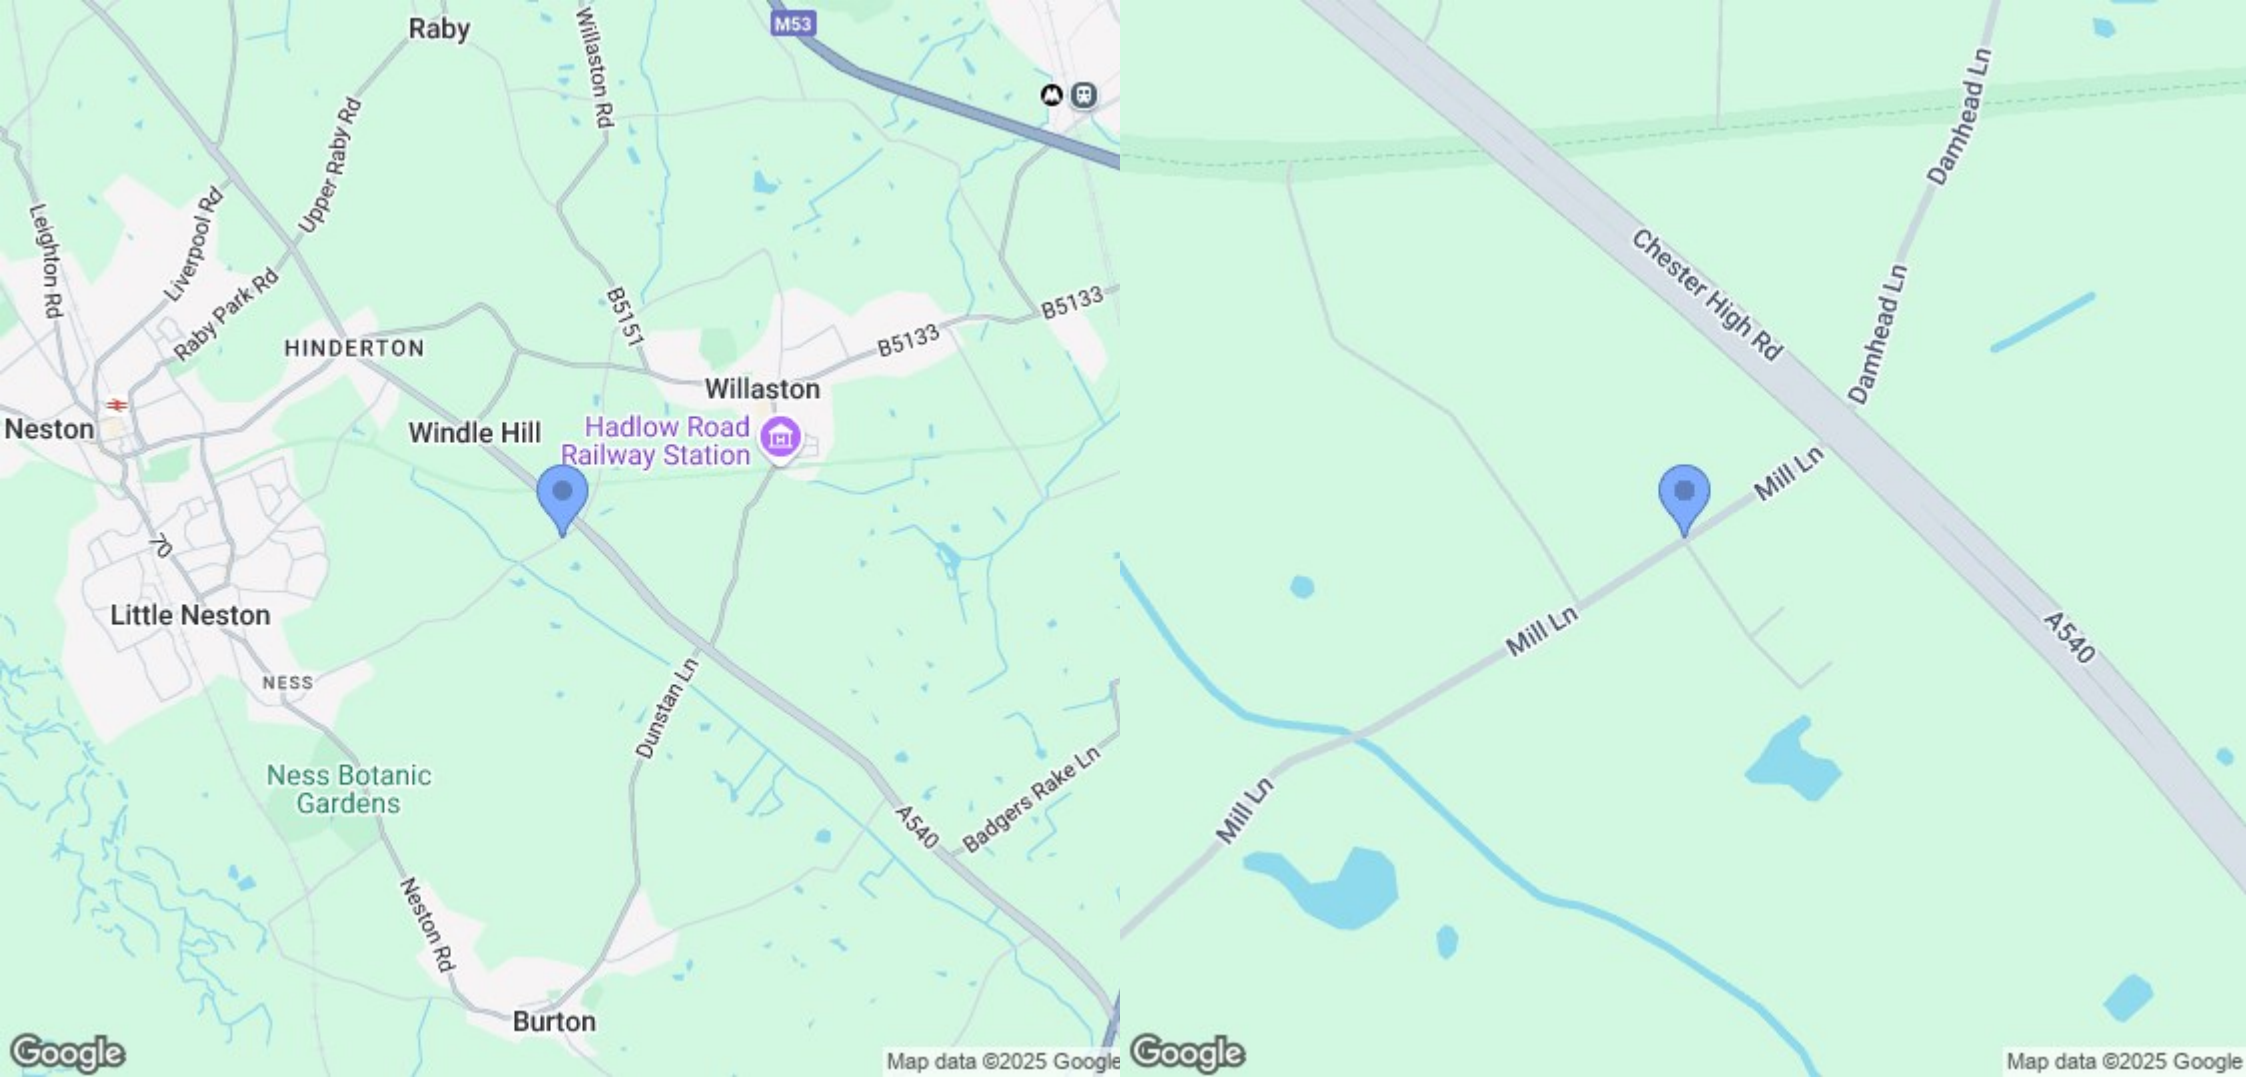 Raby
Willaston Rd
M53
Upper Raby Rd
Liverpool Rd
Leighton Rd
Raby Park Rd
B5151
B5133
B5133
HINDERTON
Willaston
Neston
Windle Hill
Hadlow Road
Railway Station
70
Little Neston
NESS
Dunstan Ln
Ness Botanic
Gardens
A540
Badgers Rake Ln
Neston Rd
Burton
Google
Map data ©2025 Google
Damhead Ln
Chester High Rd
Damhead Ln
Mill Ln
Mill Ln
A540
Mill Ln
Google
Map data ©2025 Google